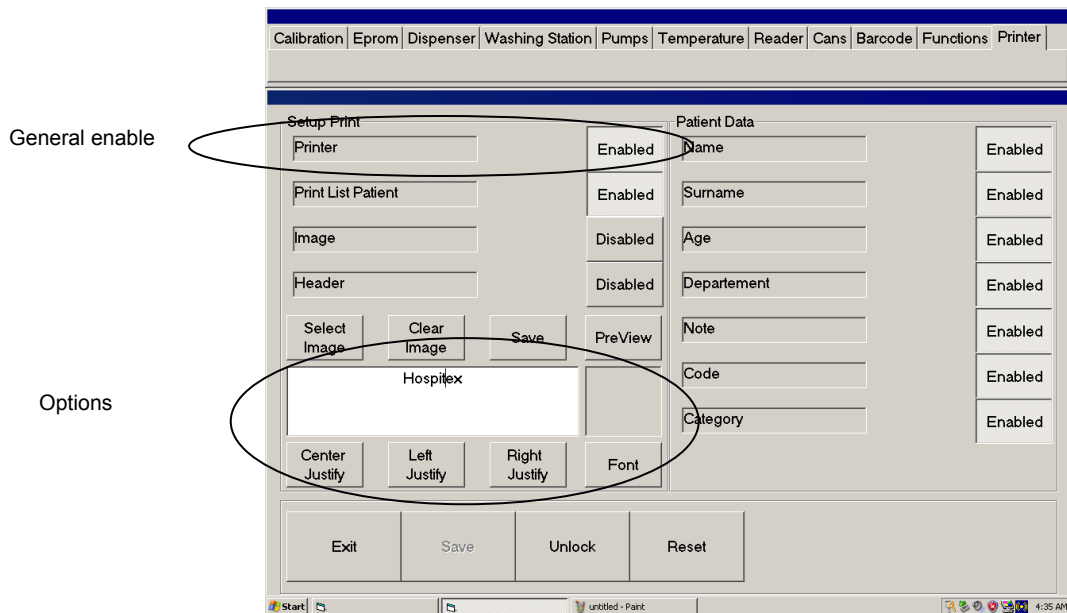 Calibration Eprom Dispenser Washing Station Pumps Temperature Reader Cans Barcode Functions Printer
General enable
Setup Print
Printer Enabled
Print List Patient Enabled
Image Disabled
Header Disabled
Select Image Clear Image Save PreView
Hospitex
Options
Center Justify Left Justify Right Justify Font
Patient Data
Name Enabled
Surname Enabled
Age Enabled
Departement Enabled
Note Enabled
Code Enabled
Category Enabled
Exit Save Unlock Reset
Start untitled - Paint 4:35 AM